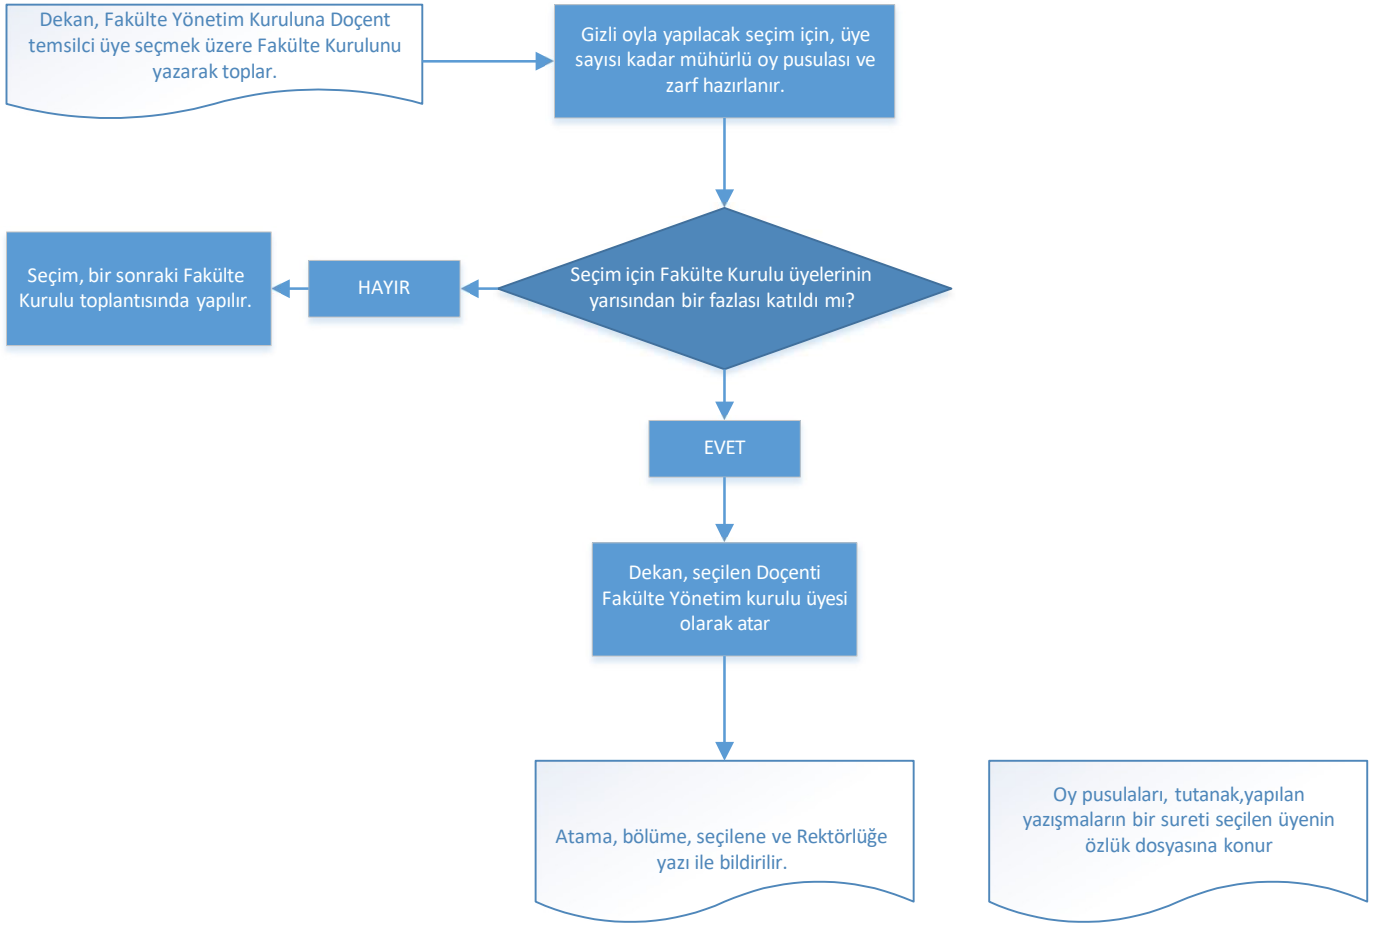 Dekan, Fakülte Yönetim Kuruluna Doçent
temsilci üye seçmek üzere Fakülte Kurulunu
yazarak toplar.
Gizli oyla yapılacak seçim için, üye
sayısı kadar mühürlü oy pusulası ve
zarf hazırlanır.
Seçim, bir sonraki Fakülte
Kurulu toplantısında yapılır.
HAYIR
Seçim için Fakülte Kurulu üyelerinin
yarısından bir fazlası katıldı mı?
EVET
Dekan, seçilen Doçenti
Fakülte Yönetim kurulu üyesi
olarak atar
Atama, bölüme, seçilene ve Rektörlüğe
yazı ile bildirilir.
Oy pusulaları, tutanak,yapılan
yazışmaların bir sureti seçilen üyenin
özlük dosyasına konur